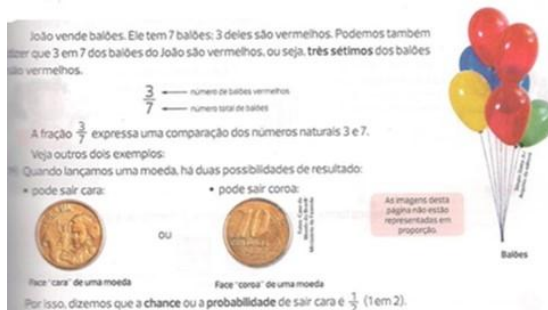 João vende balões. Ele tem 7 balões: 3 deles são vermelhos. Podemos também
dizer que 3 em 7 dos balões do João são vermelhos, ou seja, três sétimos dos balões
são vermelhos.
3 número de balões vermelhos
7 número total de balões
A fração 3/7 expressa uma comparação dos números naturais 3 e 7.
Veja outros dois exemplos:
Quando lançamos uma moeda, há duas possibilidades de resultado:
• pode sair cara:
• pode sair coroa:
10
CENTAVOS
ou
As imagens desta
página não estão
representadas em
proporção.
Balões
Face "cara" de uma moeda
Face "coroa" de uma moeda
Por isso, dizemos que a chance ou a probabilidade de sair cara é 1/2 (1 em 2).